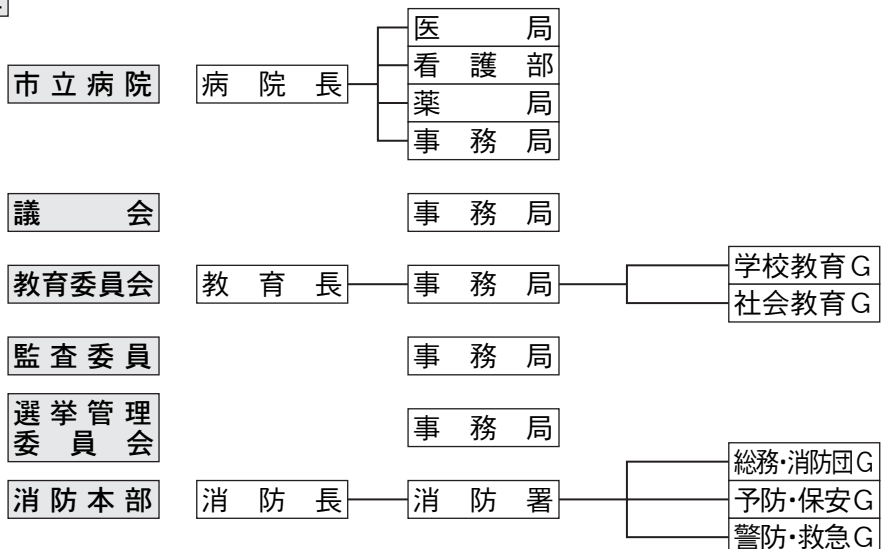 医局
市立病院 病院長 看護部
薬局
事務局
議会 事務局
教育委員会 教育長 事務局 学校教育G
社会教育G
監査委員 事務局
選挙管理
委員会 事務局
総務・消防団G
消防本部 消防長 消防署 予防・保安G
警防・救急G